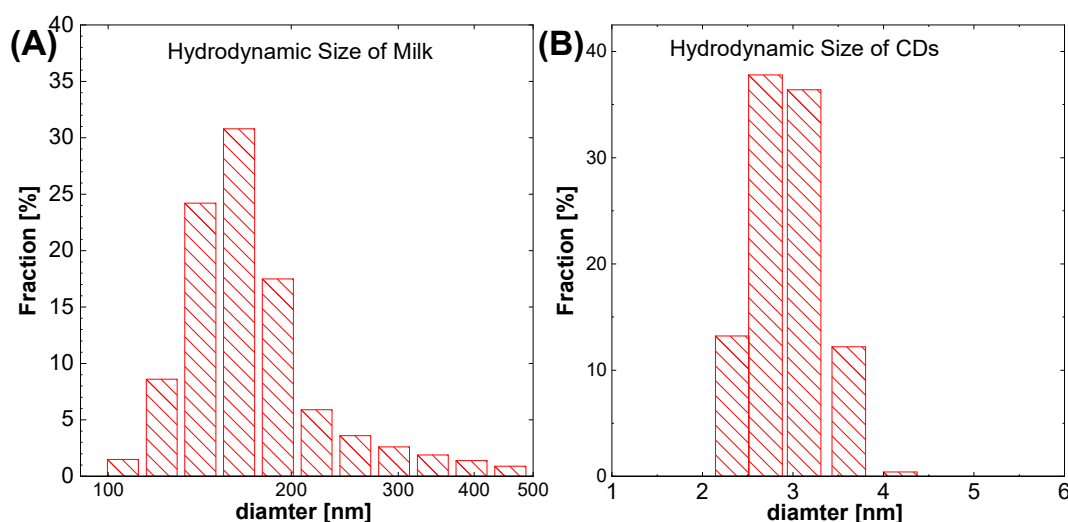 (A)
Hydrodynamic Size of Milk
Fraction [%]
40
35
30
25
20
15
10
5
0
100 200 300 400 500
diamter [nm]
(B)
Hydrodynamic Size of CDs
Fraction [%]
40
30
20
10
0
1 2 3 4 5 6
diamter [nm]